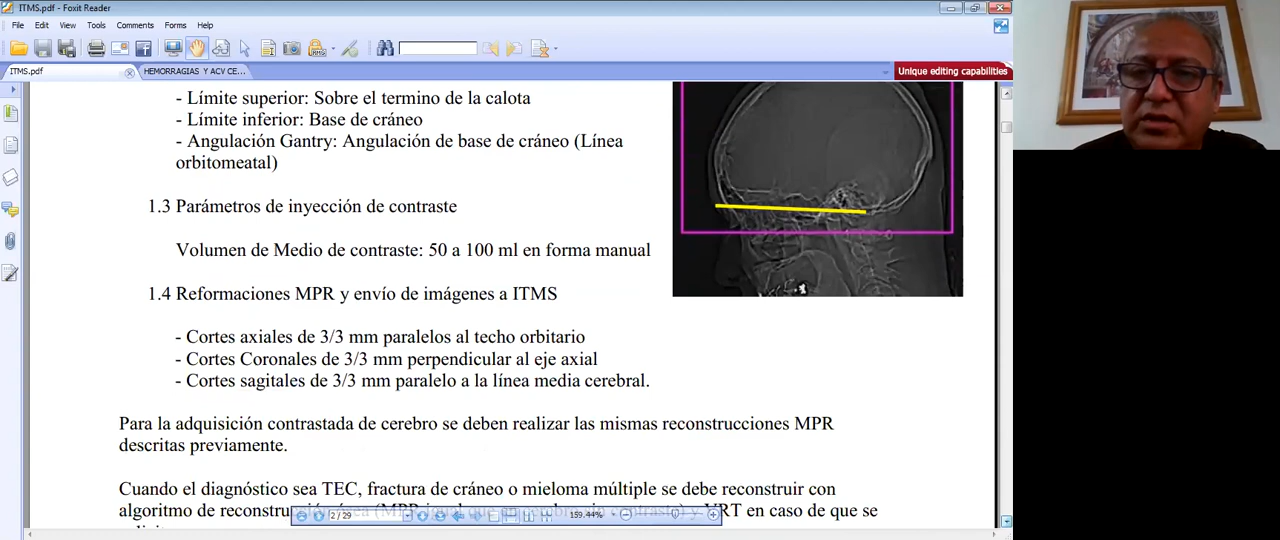 ITMS.pdf - Foxit Reader
File Edit View Tools Comments Forms Help
ITMS.pdf
HEMORRAGIAS Y ACV CE...
Unique editing capabilities
- Límite superior: Sobre el termino de la calota
- Límite inferior: Base de cráneo
- Angulación Gantry: Angulación de base de cráneo (Línea
orbitomeatal)
1.3 Parámetros de inyección de contraste
Volumen de Medio de contraste: 50 a 100 ml en forma manual
1.4 Reformaciones MPR y envío de imágenes a ITMS
- Cortes axiales de 3/3 mm paralelos al techo orbitario
- Cortes Coronales de 3/3 mm perpendicular al eje axial
- Cortes sagitales de 3/3 mm paralelo a la línea media cerebral.
Para la adquisición contrastada de cerebro se deben realizar las mismas reconstrucciones MPR
descritas previamente.
Cuando el diagnóstico sea TEC, fractura de cráneo o mieloma múltiple se debe reconstruir con
algoritmo de VRT en caso de que se
2 / 29
159.44%